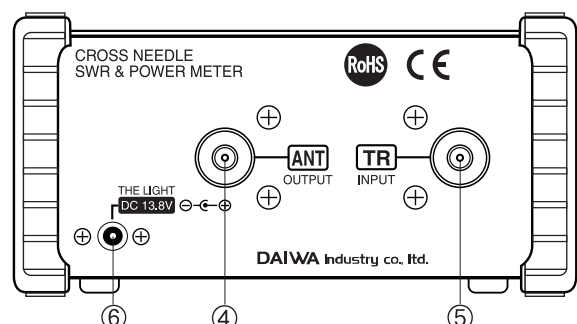 CROSS NEEDLE
SWR & POWER METER
RoHS CE
ANT TR
OUTPUT INPUT
THE LIGHT
DC 13.8V
DAIWA Industry co., ltd.
⑥ ④ ⑤